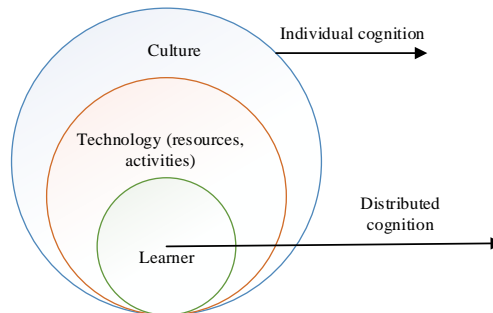 Individual cognition
Culture
Technology (resources,
activities)
Distributed
cognition
Learner